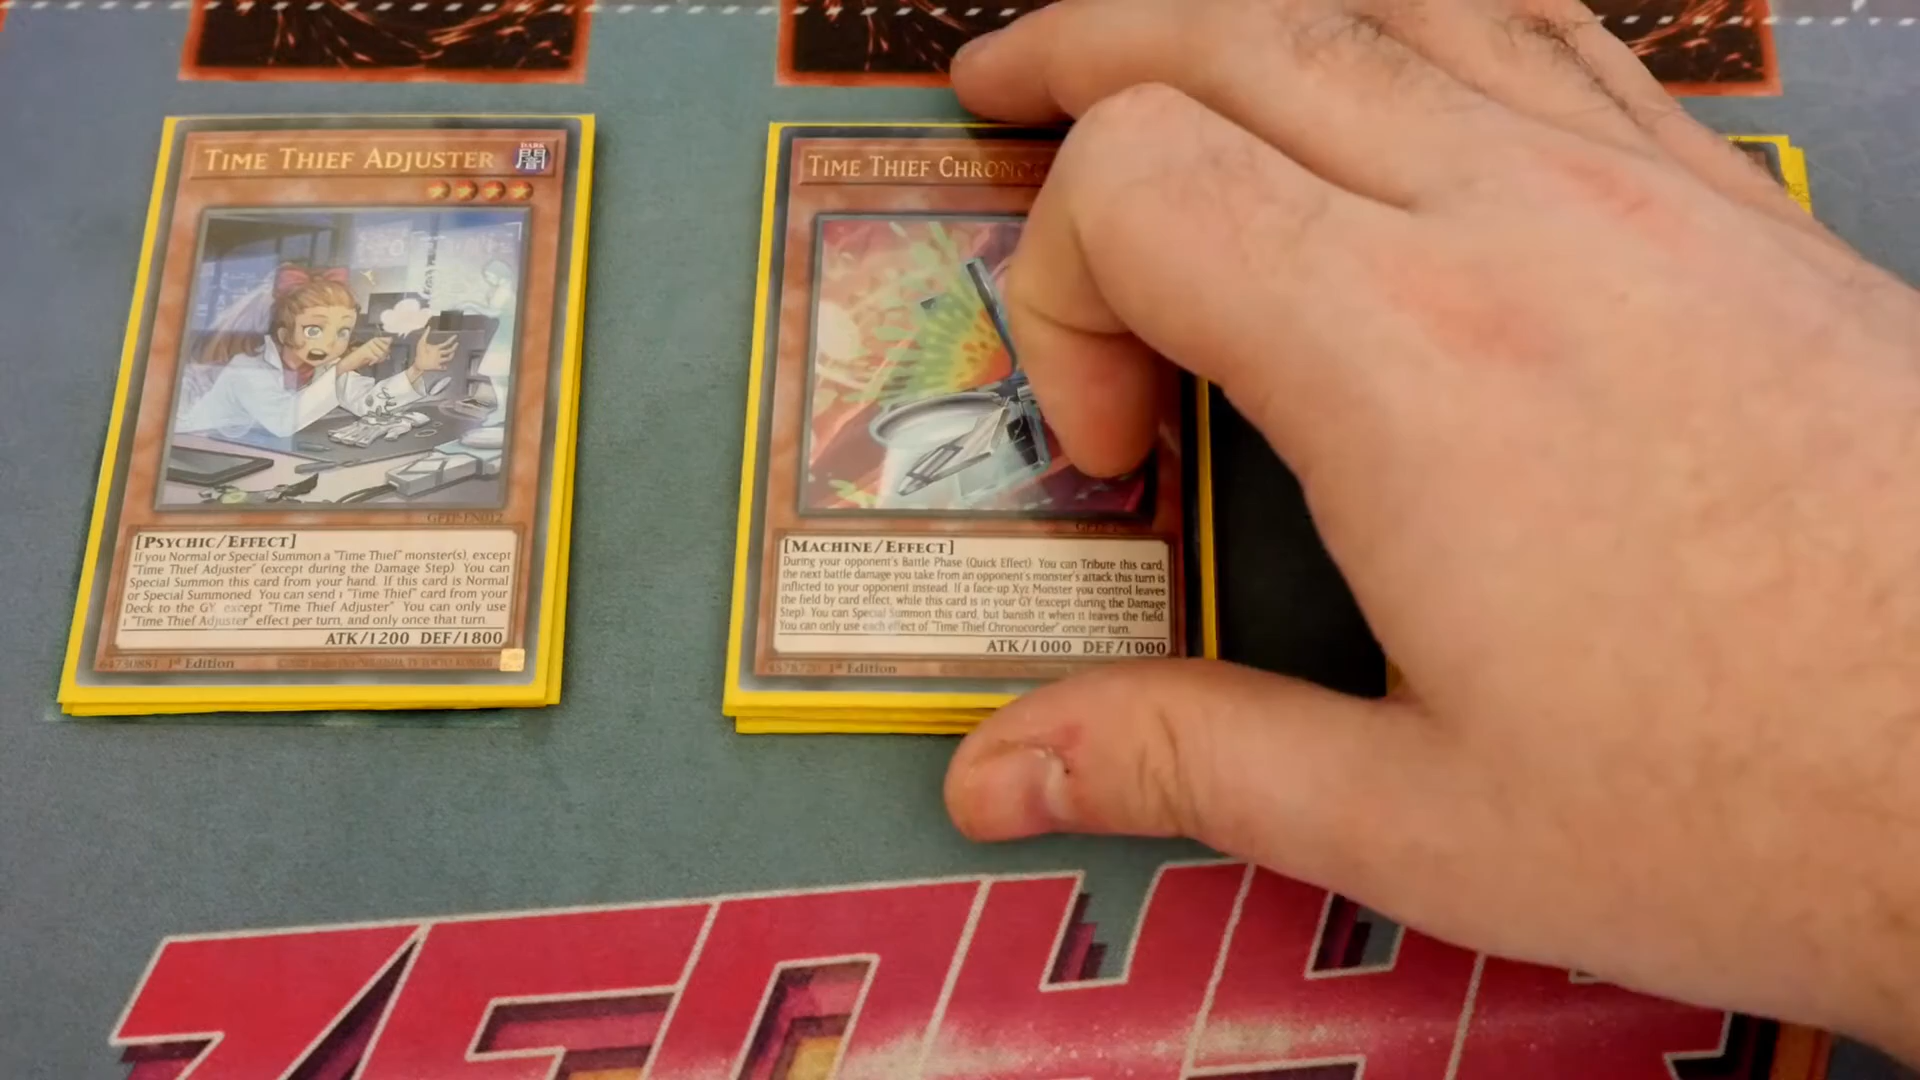 TIME THIEF ADJUSTER
DARK
闇
GFTP-EN012
[PSYCHIC/EFFECT]
If you Normal or Special Summon a "Time Thief" monster(s), except
"Time Thief Adjuster" (except during the Damage Step): You can
Special Summon this card from your hand. If this card is Normal
or Special Summoned: You can send 1 "Time Thief" card from your
Deck to the GY, except "Time Thief Adjuster". You can only use
1 "Time Thief Adjuster" effect per turn, and only once that turn.
ATK/1200 DEF/1800
64730881 1st Edition
TIME THIEF CHRONOC
[MACHINE/EFFECT]
During your opponent's Battle Phase (Quick Effect): You can Tribute this card;
the next battle damage you take from an opponent's monster's attack this turn is
inflicted to your opponent instead. If a face-up Xyz Monster you control leaves
the field by card effect, while this card is in your GY (except during the Damage
Step): You can Special Summon this card, but banish it when it leaves the field.
You can only use each effect of "Time Thief Chronocorder" once per turn.
ATK/1000 DEF/1000
1st Edition